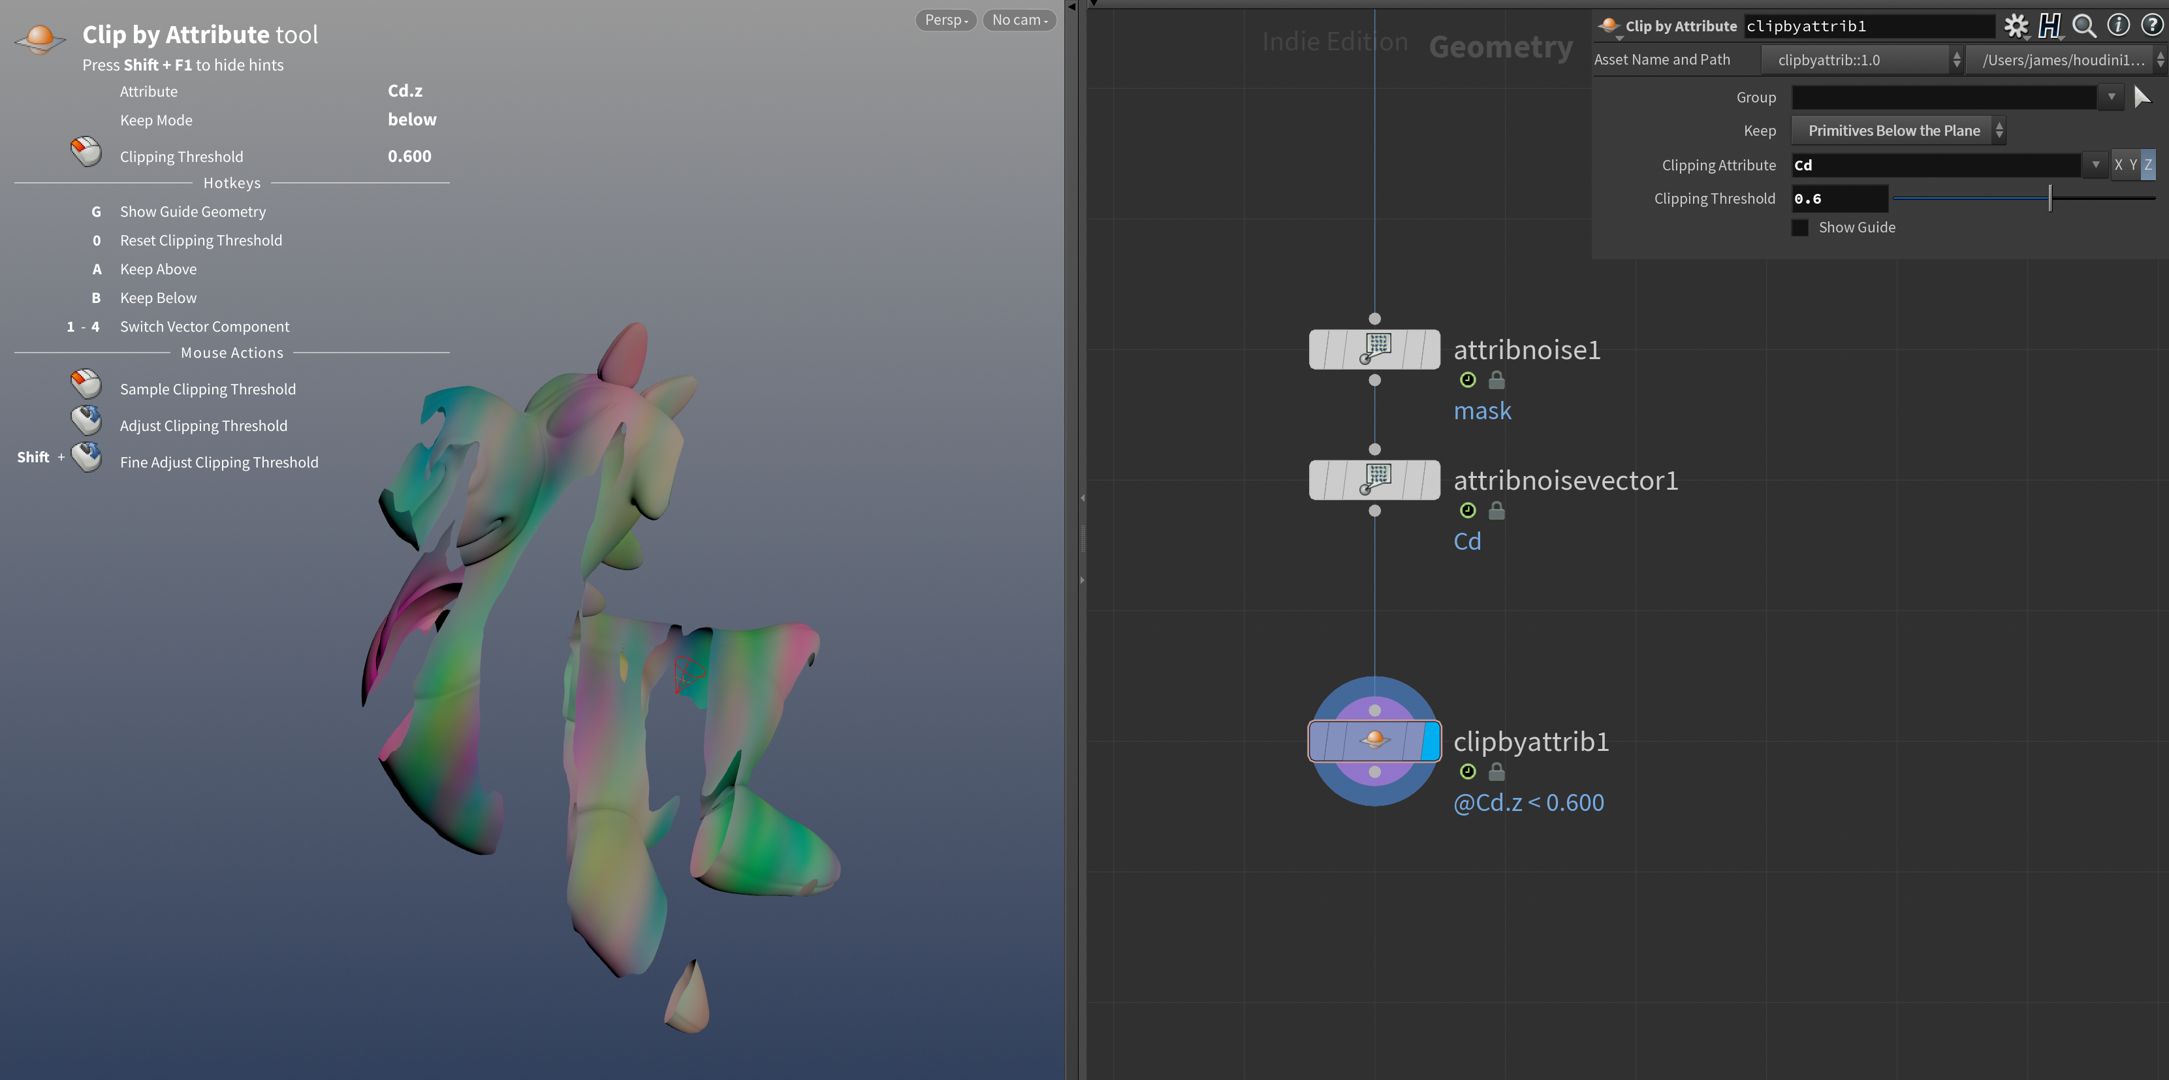 Clip by Attribute tool
Press Shift + F1 to hide hints
Attribute Cd.z
Keep Mode below
Clipping Threshold 0.600
Hotkeys
G Show Guide Geometry
0 Reset Clipping Threshold
A Keep Above
B Keep Below
1 - 4 Switch Vector Component
Mouse Actions
Sample Clipping Threshold
Adjust Clipping Threshold
Shift + Fine Adjust Clipping Threshold
Persp
No cam
Indie Edition
Geometry
Clip by Attribute clipbyattrib1
Asset Name and Path clipbyattrib::1.0 /Users/james/houdini1...
Group
Keep Primitives Below the Plane
Clipping Attribute Cd X Y Z
Clipping Threshold 0.6
Show Guide
attribnoise1
mask
attribnoisevector1
Cd
clipbyattrib1
@Cd.z < 0.600